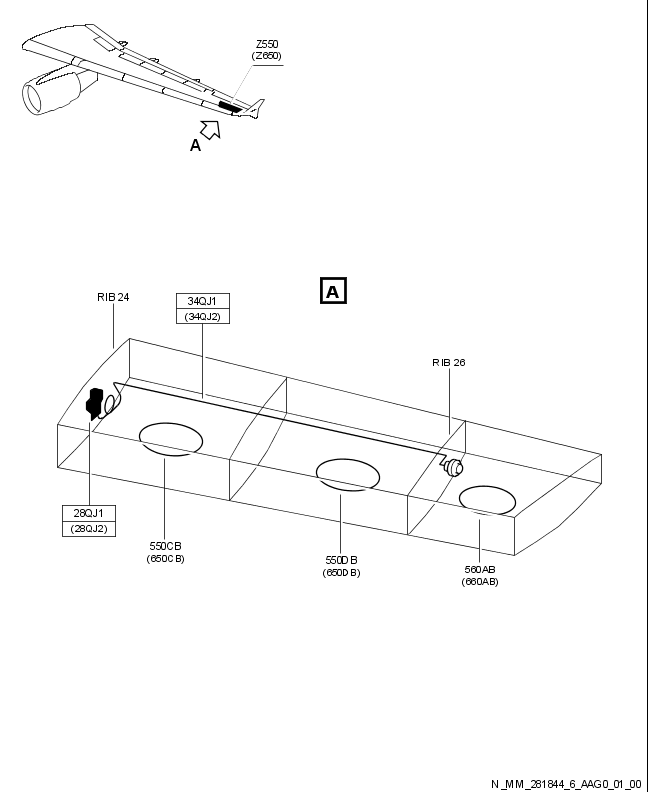 Z550
(Z650)
A
A
RIB 24
34QJ1
(34QJ2)
RIB 26
28QJ1
(28QJ2)
550CB
(650CB)
550DB
(650DB)
560AB
(660AB)
N_MM_281844_6_AAG0_01_00